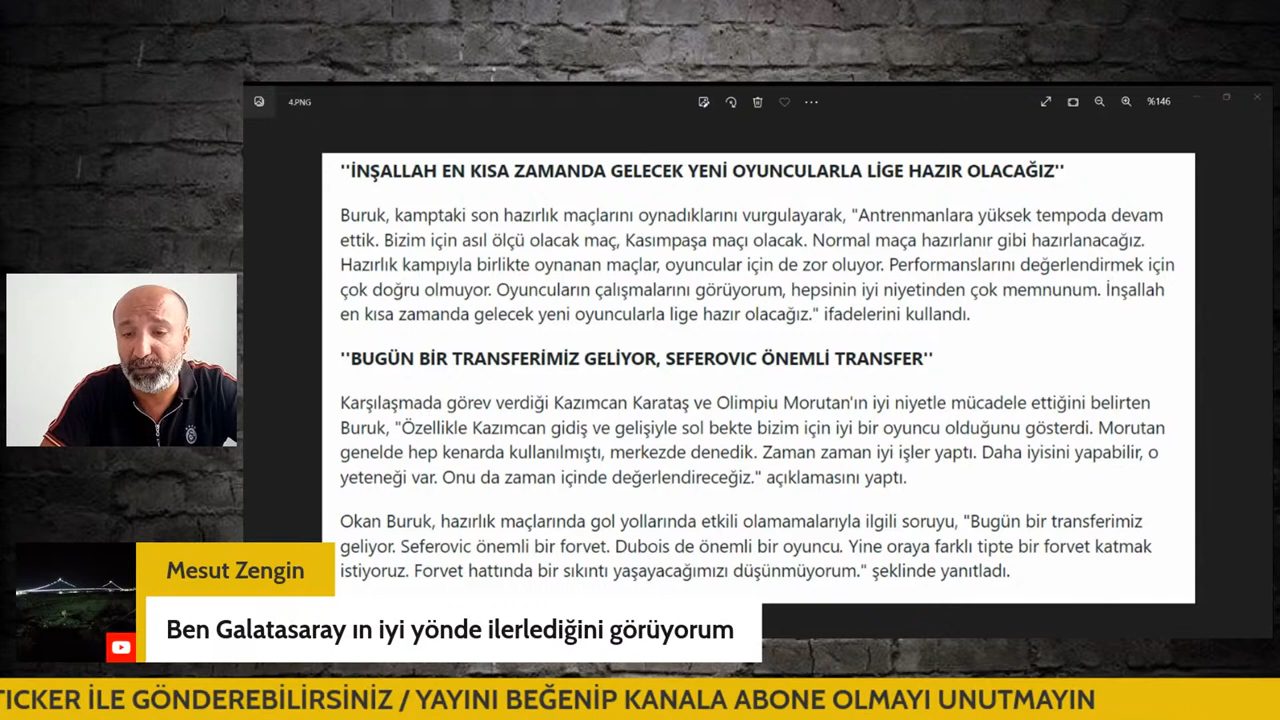 4.PNG
%146
''İNŞALLAH EN KISA ZAMANDA GELECEK YENİ OYUNCULARLA LİGE HAZIR OLACAĞIZ''
Buruk, kamptaki son hazırlık maçlarını oynadıklarını vurgulayarak, "Antrenmanlara yüksek tempoda devam
ettik. Bizim için asıl ölçü olacak maç, Kasımpaşa maçı olacak. Normal maça hazırlanır gibi hazırlanacağız.
Hazırlık kampıyla birlikte oynanan maçlar, oyuncular için de zor oluyor. Performanslarını değerlendirmek için
çok doğru olmuyor. Oyuncuların çalışmalarını görüyorum, hepsinin iyi niyetinden çok memnunum. İnşallah
en kısa zamanda gelecek yeni oyuncularla lige hazır olacağız." ifadelerini kullandı.
''BUGÜN BİR TRANSFERİMİZ GELİYOR, SEFEROVIC ÖNEMLİ TRANSFER''
Karşılaşmada görev verdiği Kazımcan Karataş ve Olimpiu Morutan'ın iyi niyetle mücadele ettiğini belirten
Buruk, "Özellikle Kazımcan gidiş ve gelişiyle sol bekte bizim için iyi bir oyuncu olduğunu gösterdi. Morutan
genelde hep kenarda kullanılmıştı, merkezde denedik. Zaman zaman iyi işler yaptı. Daha iyisini yapabilir, o
yeteneği var. Onu da zaman içinde değerlendireceğiz." açıklamasını yaptı.
Okan Buruk, hazırlık maçlarında gol yollarında etkili olamamalarıyla ilgili soruyu, "Bugün bir transferimiz
geliyor. Seferovic önemli bir forvet. Dubois de önemli bir oyuncu. Yine oraya farklı tipte bir forvet katmak
istiyoruz. Forvet hattında bir sıkıntı yaşayacağımızı düşünmüyorum." şeklinde yanıtladı.
Mesut Zengin
Ben Galatasaray ın iyi yönde ilerlediğini görüyorum
TICKER İLE GÖNDEREBİLİRSİNİZ / YAYINI BEĞENİP KANALA ABONE OLMAYI UNUTMAYIN